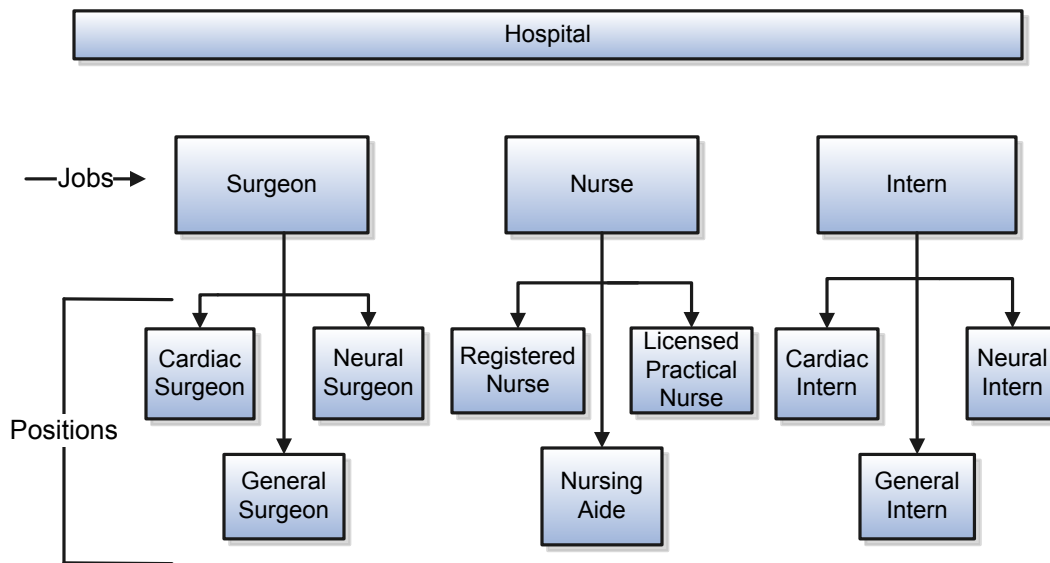 Hospital
Jobs
Surgeon
Nurse
Intern
Positions
Cardiac
Surgeon
Neural
Surgeon
Registered
Nurse
Licensed
Practical
Nurse
Cardiac
Intern
Neural
Intern
General
Surgeon
Nursing
Aide
General
Intern